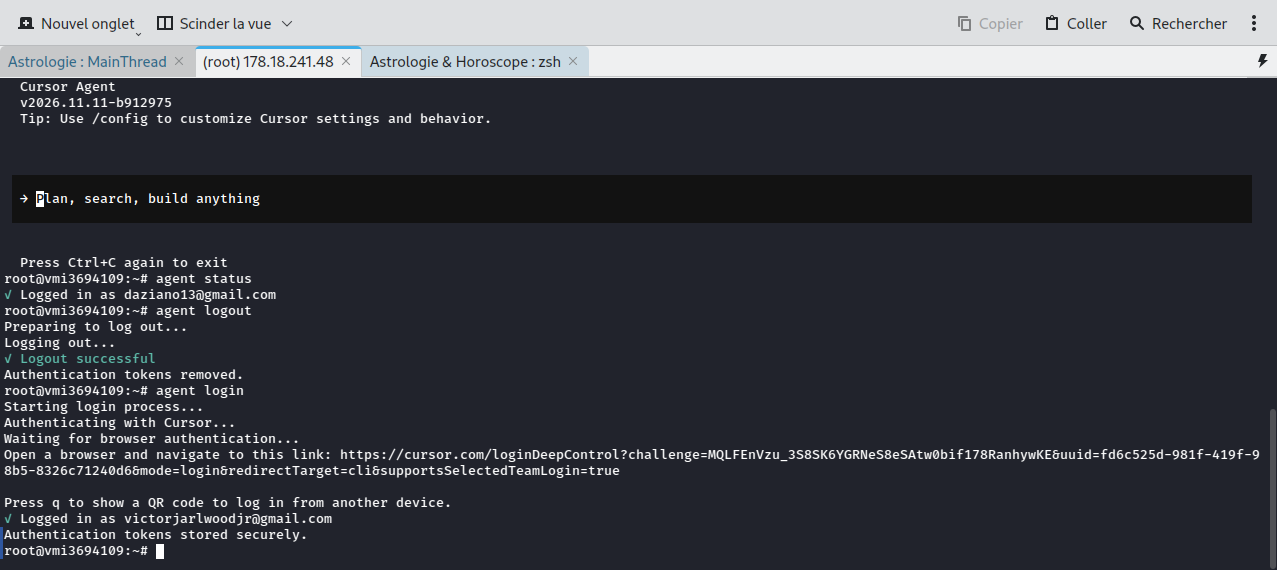 Nouvel onglet Scinder la vue Copier Coller Rechercher
Astrologie : MainThread × (root) 178.18.241.48 × Astrologie & Horoscope : zsh ×
Cursor Agent
v2026.11.11-b912975
Tip: Use /config to customize Cursor settings and behavior.
→ Plan, search, build anything
Press Ctrl+C again to exit
root@vmi3694109:~# agent status
✓ Logged in as daziano13@gmail.com
root@vmi3694109:~# agent logout
Preparing to log out...
Logging out...
✓ Logout successful
Authentication tokens removed.
root@vmi3694109:~# agent login
Starting login process...
Authenticating with Cursor...
Waiting for browser authentication...
Open a browser and navigate to this link: https://cursor.com/loginDeepControl?challenge=MQLFEnVzu_3S8SK6YGRNeS8eSAtw0bif178RanhywKE&uuid=fd6c525d-981f-419f-9
8b5-8326c71240d6&mode=login&redirectTarget=cli&supportsSelectedTeamLogin=true
Press q to show a QR code to log in from another device.
✓ Logged in as victorjarlwoodjr@gmail.com
Authentication tokens stored securely.
root@vmi3694109:~#